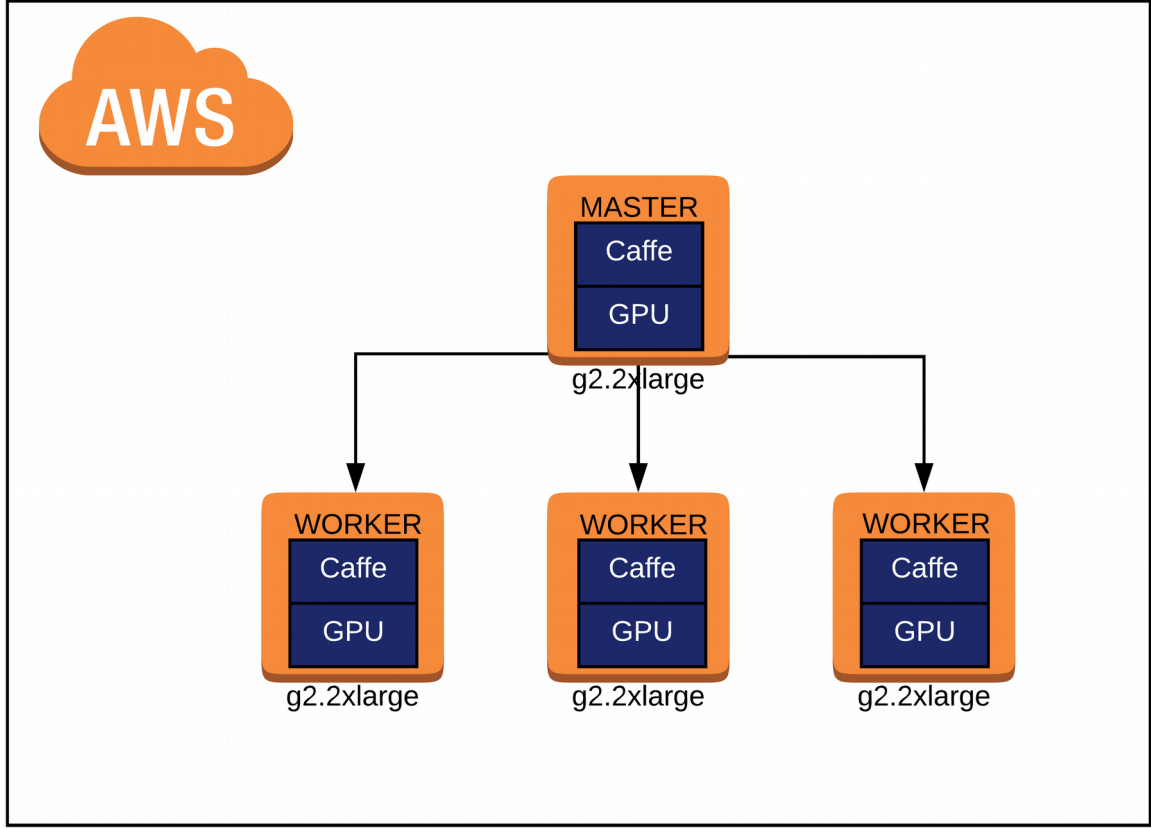 AWS
MASTER
Caffe
GPU
g2.2xlarge
WORKER
Caffe
GPU
g2.2xlarge
WORKER
Caffe
GPU
g2.2xlarge
WORKER
Caffe
GPU
g2.2xlarge